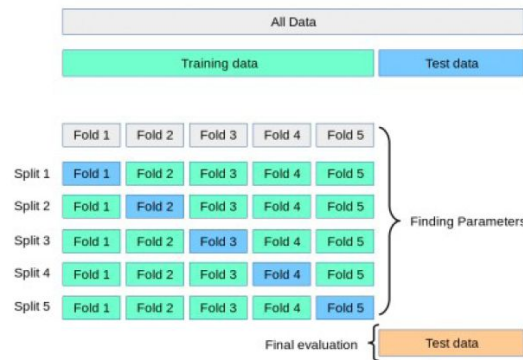 All Data
Training data Test data
Fold 1 Fold 2 Fold 3 Fold 4 Fold 5
Split 1 Fold 1 Fold 2 Fold 3 Fold 4 Fold 5
Split 2 Fold 1 Fold 2 Fold 3 Fold 4 Fold 5
Split 3 Fold 1 Fold 2 Fold 3 Fold 4 Fold 5
Split 4 Fold 1 Fold 2 Fold 3 Fold 4 Fold 5
Split 5 Fold 1 Fold 2 Fold 3 Fold 4 Fold 5
Finding Parameters
Final evaluation Test data